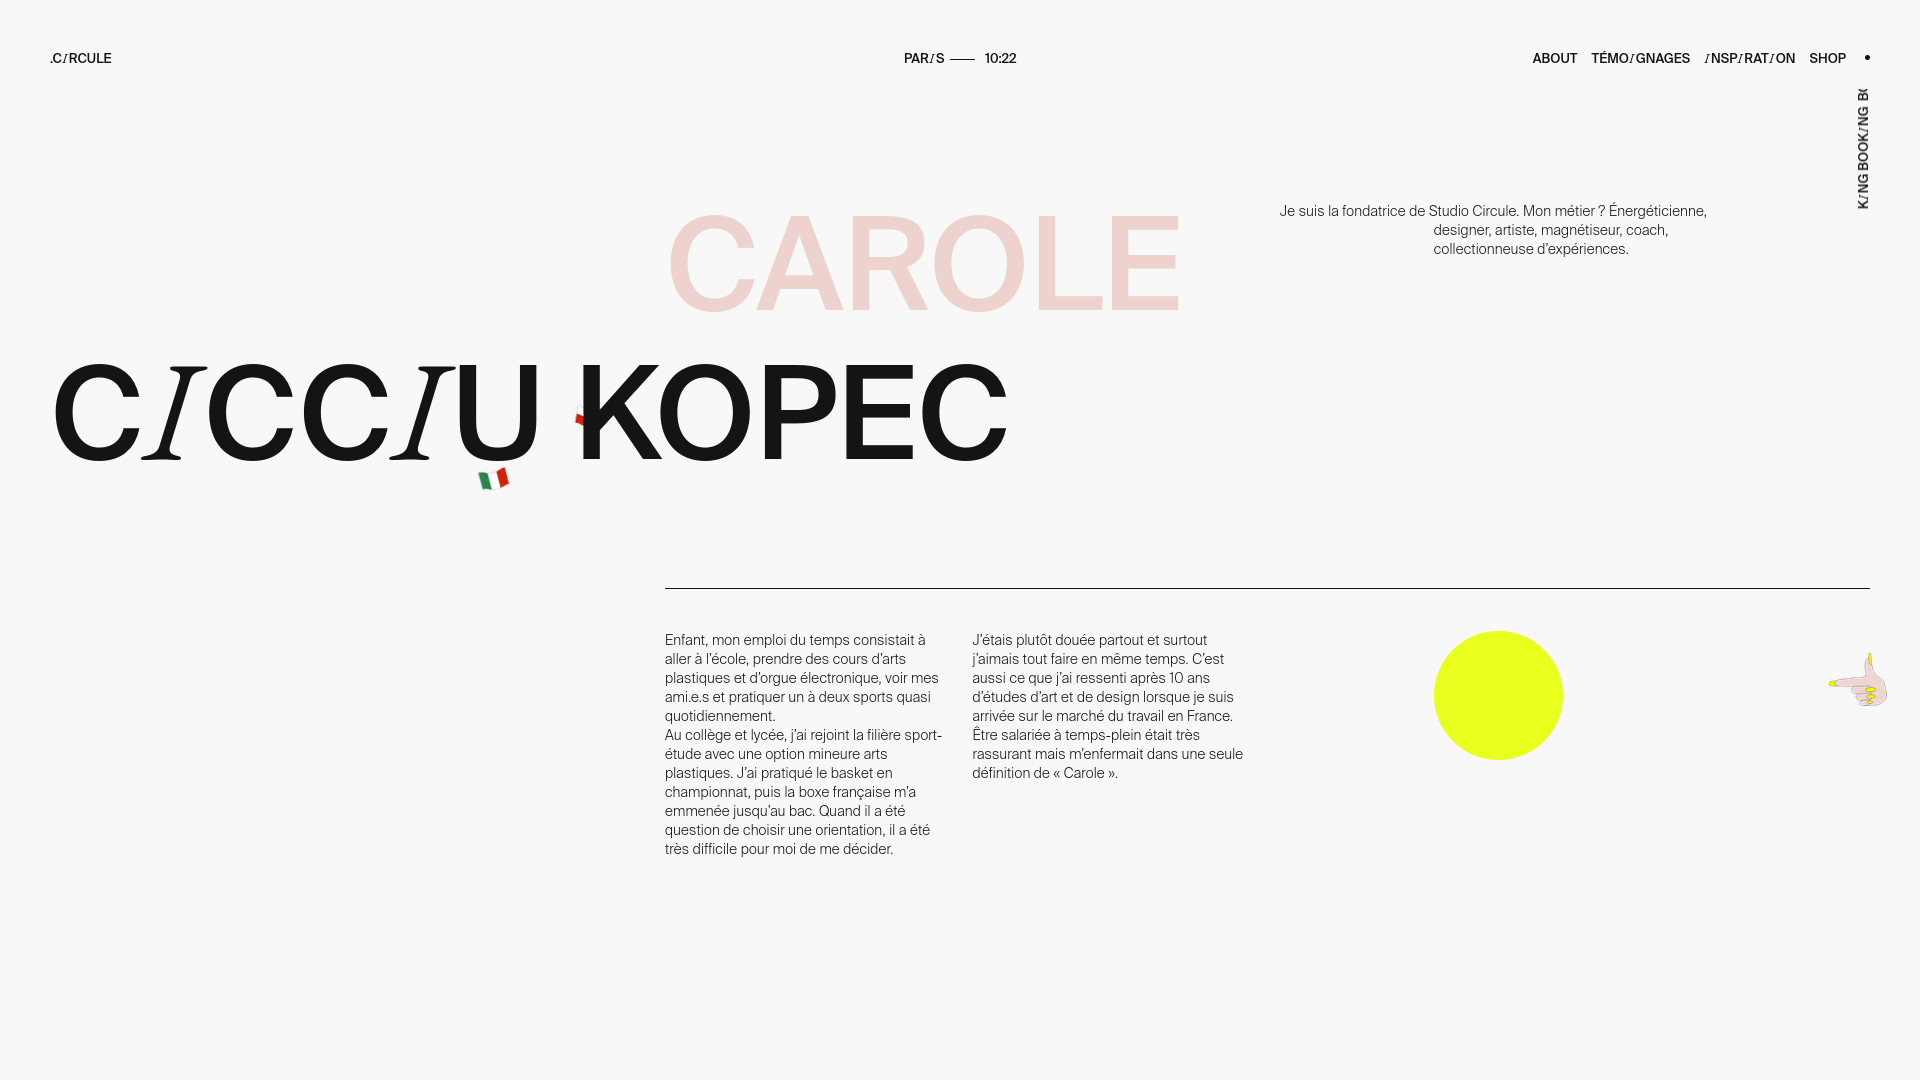 .CIRCULE
PARIS — 10:22
ABOUT TÉMOIGNAGES INSPIRATION SHOP •
KING BOOKING BO
CAROLE
Je suis la fondatrice de Studio Circule. Mon métier ? Énergéticienne,
designer, artiste, magnétiseur, coach,
collectionneuse d’expériences.
CICCIU KOPEC
Enfant, mon emploi du temps consistait à
aller à l’école, prendre des cours d’arts
plastiques et d’orgue électronique, voir mes
ami.e.s et pratiquer un à deux sports quasi
quotidiennement.
Au collège et lycée, j’ai rejoint la filière sport-
étude avec une option mineure arts
plastiques. J’ai pratiqué le basket en
championnat, puis la boxe française m’a
emmenée jusqu’au bac. Quand il a été
question de choisir une orientation, il a été
très difficile pour moi de me décider.
J’étais plutôt douée partout et surtout
j’aimais tout faire en même temps. C’est
aussi ce que j’ai ressenti après 10 ans
d’études d’art et de design lorsque je suis
arrivée sur le marché du travail en France.
Être salariée à temps-plein était très
rassurant mais m’enfermait dans une seule
définition de « Carole ».